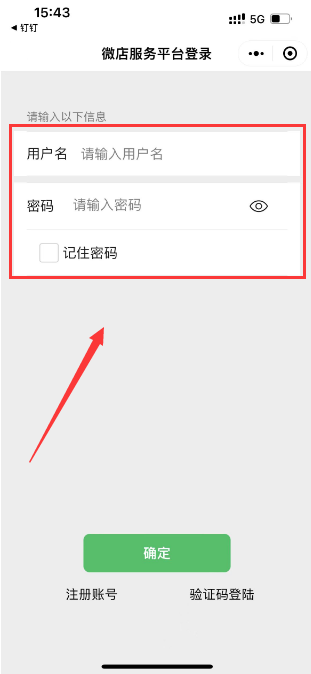 15:43
5G
◀ 钉钉
微店服务平台登录
请输入以下信息
用户名 请输入用户名
密码 请输入密码
记住密码
确定
注册账号 验证码登陆